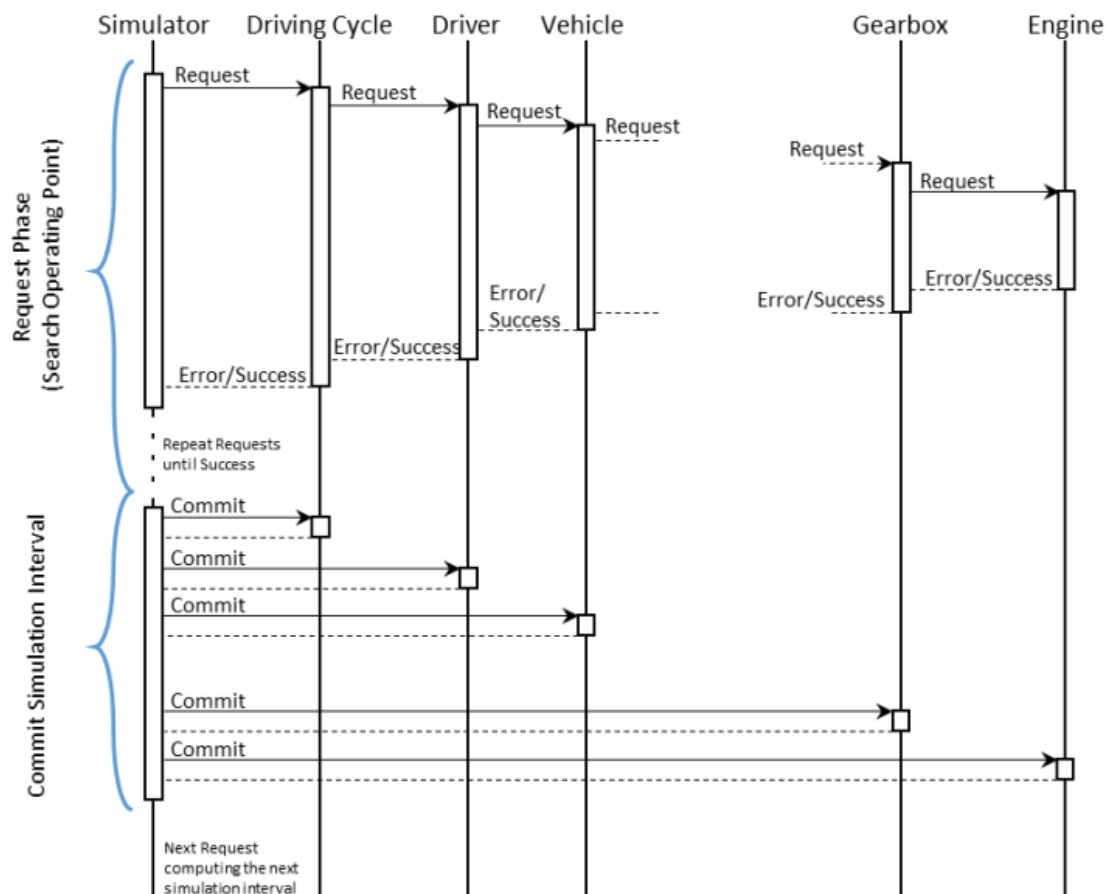 Simulator
Driving Cycle
Driver
Vehicle
Gearbox
Engine
Request
Request
Request
Request
Request
Request
Request Phase
(Search Operating Point)
Error/Success
Error/
Success
Error/Success
Error/Success
Error/Success
Repeat Requests
until Success
Commit
Commit
Commit
Commit
Commit
Commit Simulation Interval
Next Request
computing the next
simulation interval